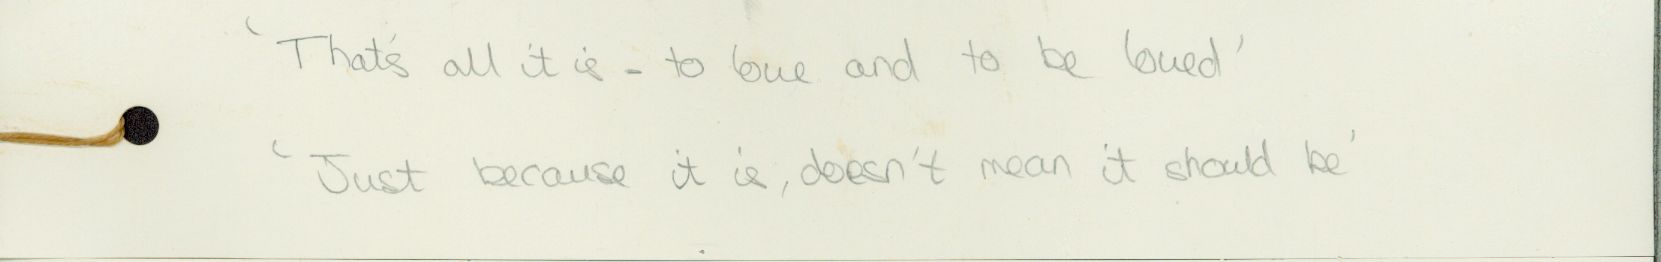 'That's all it is - to love and to be loved'
'Just because it is, doesn't mean it should be'